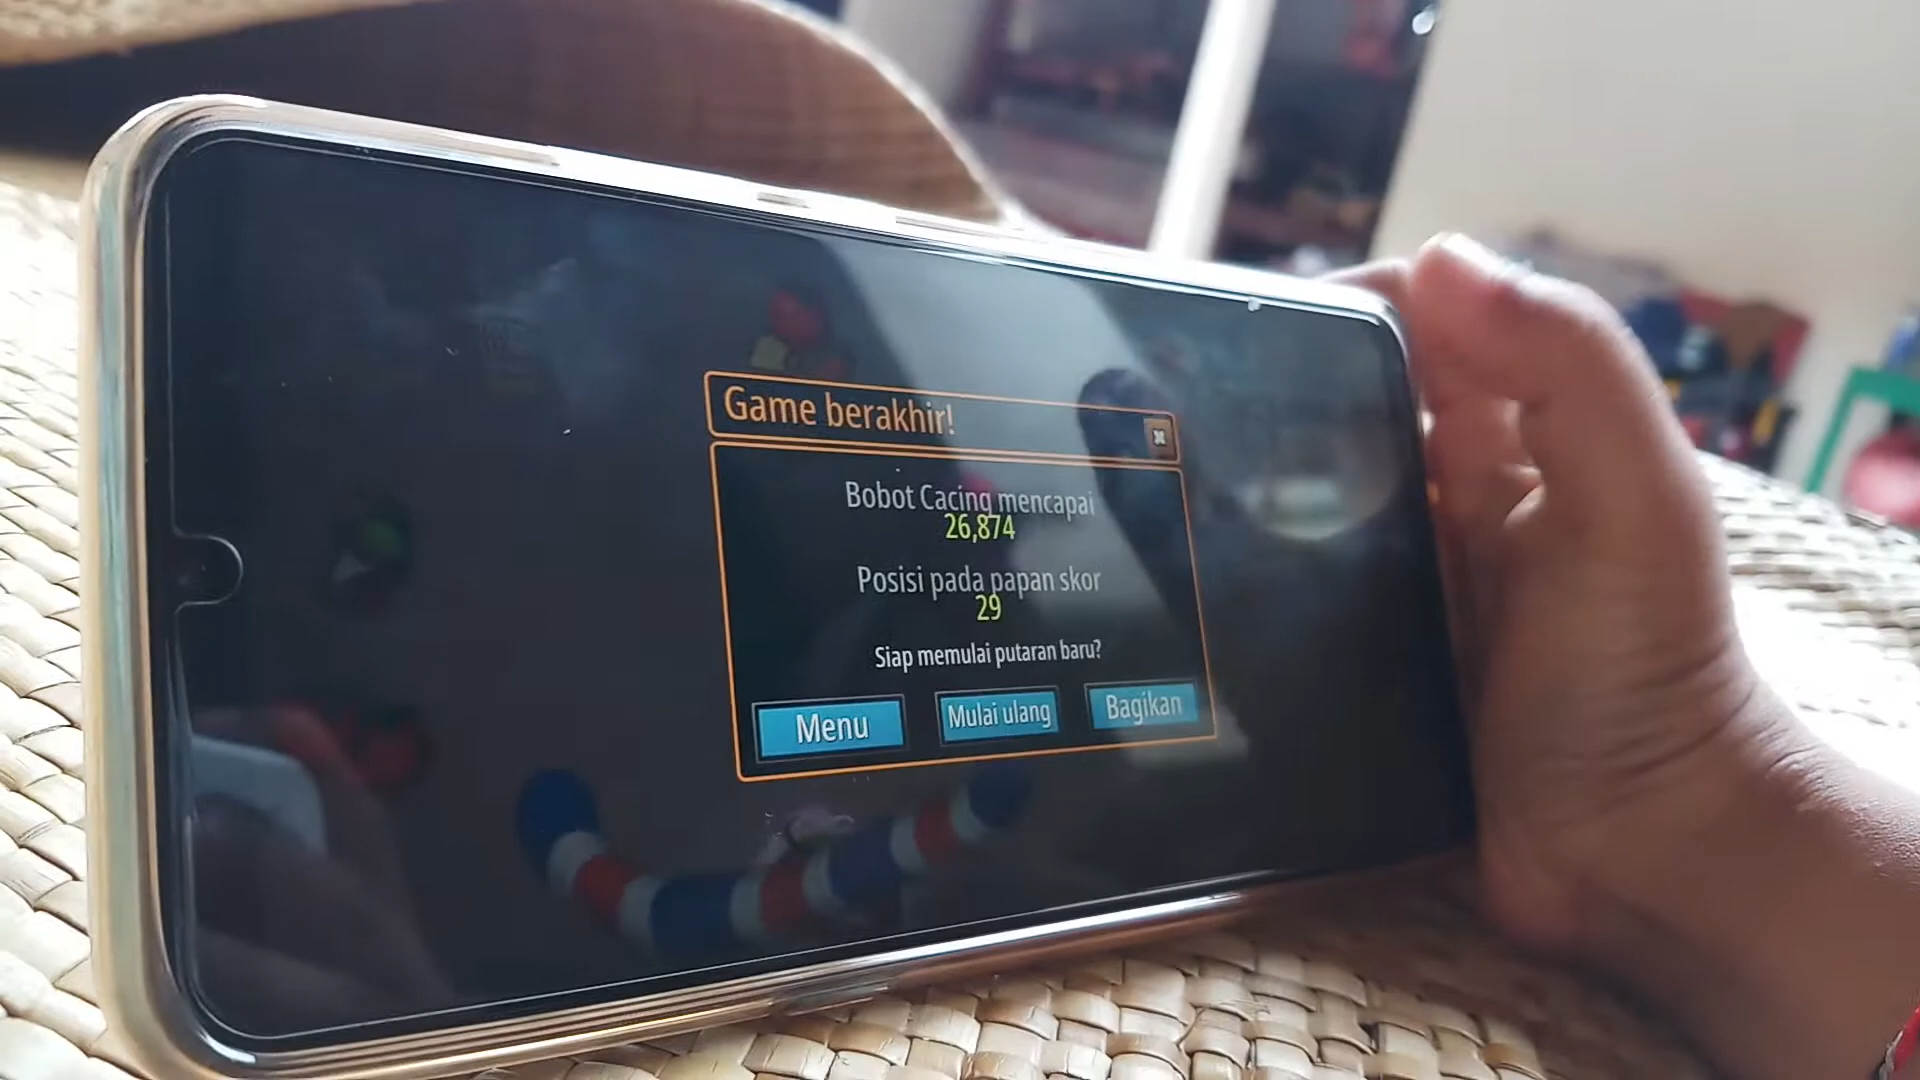 Game berakhir!
Bobot Cacing mencapai
26,874
Posisi pada papan skor
29
Siap memulai putaran baru?
Menu
Mulai ulang
Bagikan